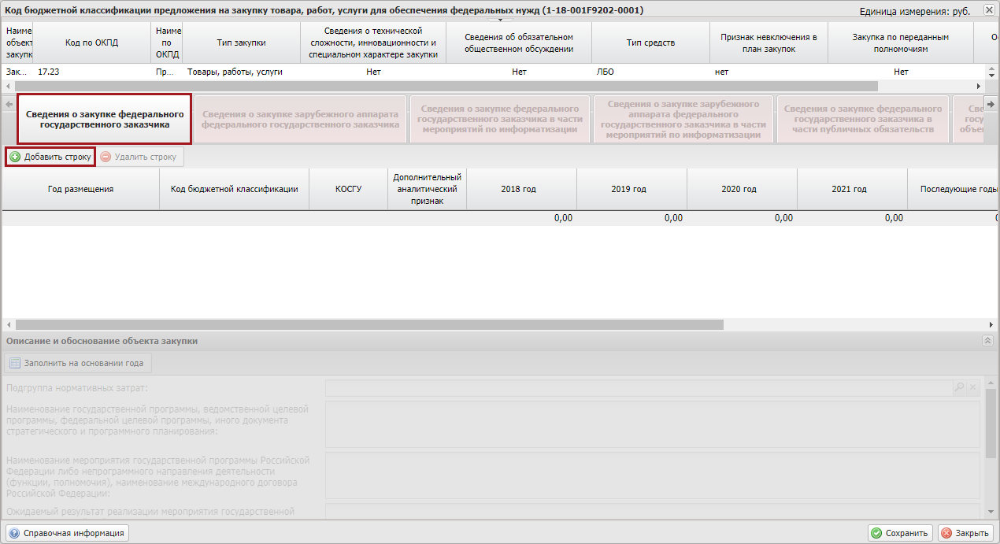 Код бюджетной классификации предложения на закупку товара, работ, услуги для обеспечения федеральных нужд (1-18-001F9202-0001)
Единица измерения: руб.
Наиме
объект
закупк
Код по ОКПД
Наиме
по
ОКПД
Тип закупки
Сведения о технической
сложности, инновационности и
специальном характере закупки
Сведения об обязательном
общественном обсуждении
Тип средств
Признак невключения в
план закупок
Закупка по переданным
полномочиям
Зак...
17.23
Пр...
Товары, работы, услуги
Нет
Нет
ЛБО
нет
Нет
Сведения о закупке федерального
государственного заказчика
Сведения о закупке зарубежного аппарата
федерального государственного заказчика
Сведения о закупке федерального
государственного заказчика в части
мероприятий по информатизации
Сведения о закупке зарубежного
аппарата федерального
государственного заказчика в части
мероприятий по информатизации
Сведения о закупке федерального
государственного заказчика в
части публичных обязательств
Све
госу
объе
Добавить строку
Удалить строку
Год размещения
Код бюджетной классификации
КОСГУ
Дополнительный
аналитический
признак
2018 год
2019 год
2020 год
2021 год
Последующие годы
0,00
0,00
0,00
0,00
Описание и обоснование объекта закупки
Заполнить на основании года
Подгруппа нормативных затрат:
Наименование государственной программы, ведомственной целевой
программы, федеральной целевой программы, иного документа
стратегического и программного планирования:
Наименование мероприятия государственной программы Российской
Федерации либо непрограммного направления деятельности
(функции, полномочия), наименование международного договора
Российской Федерации:
Ожидаемый результат реализации мероприятия государственной
Справочная информация
Сохранить
Закрыть